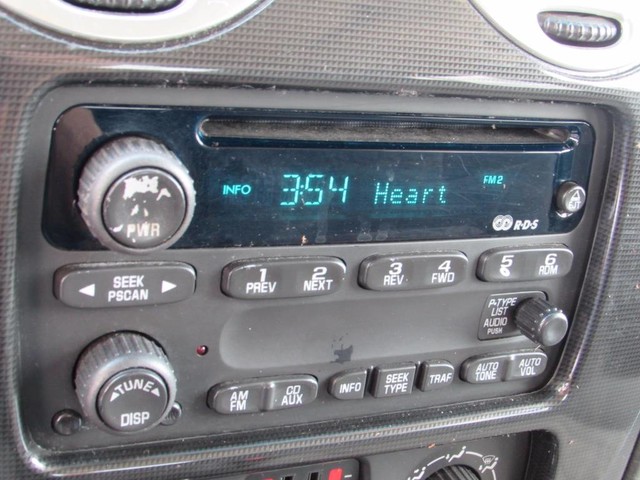 INFO 3:54 Heart FM2
R·D·S
PWR
SEEK
PSCAN
1 2
PREV NEXT
3 4
REV FWD
5 6
RDM
P-TYPE
LIST
AUDIO
PUSH
TUNE
DISP
AM
FM
CD
AUX
INFO
SEEK
TYPE
TRAF
AUTO
TONE
AUTO
VOL